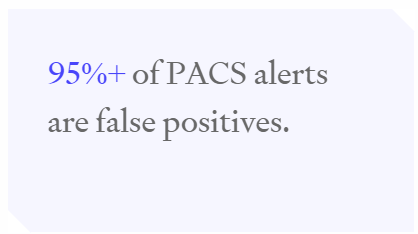 95%+ of PACS alerts
are false positives.